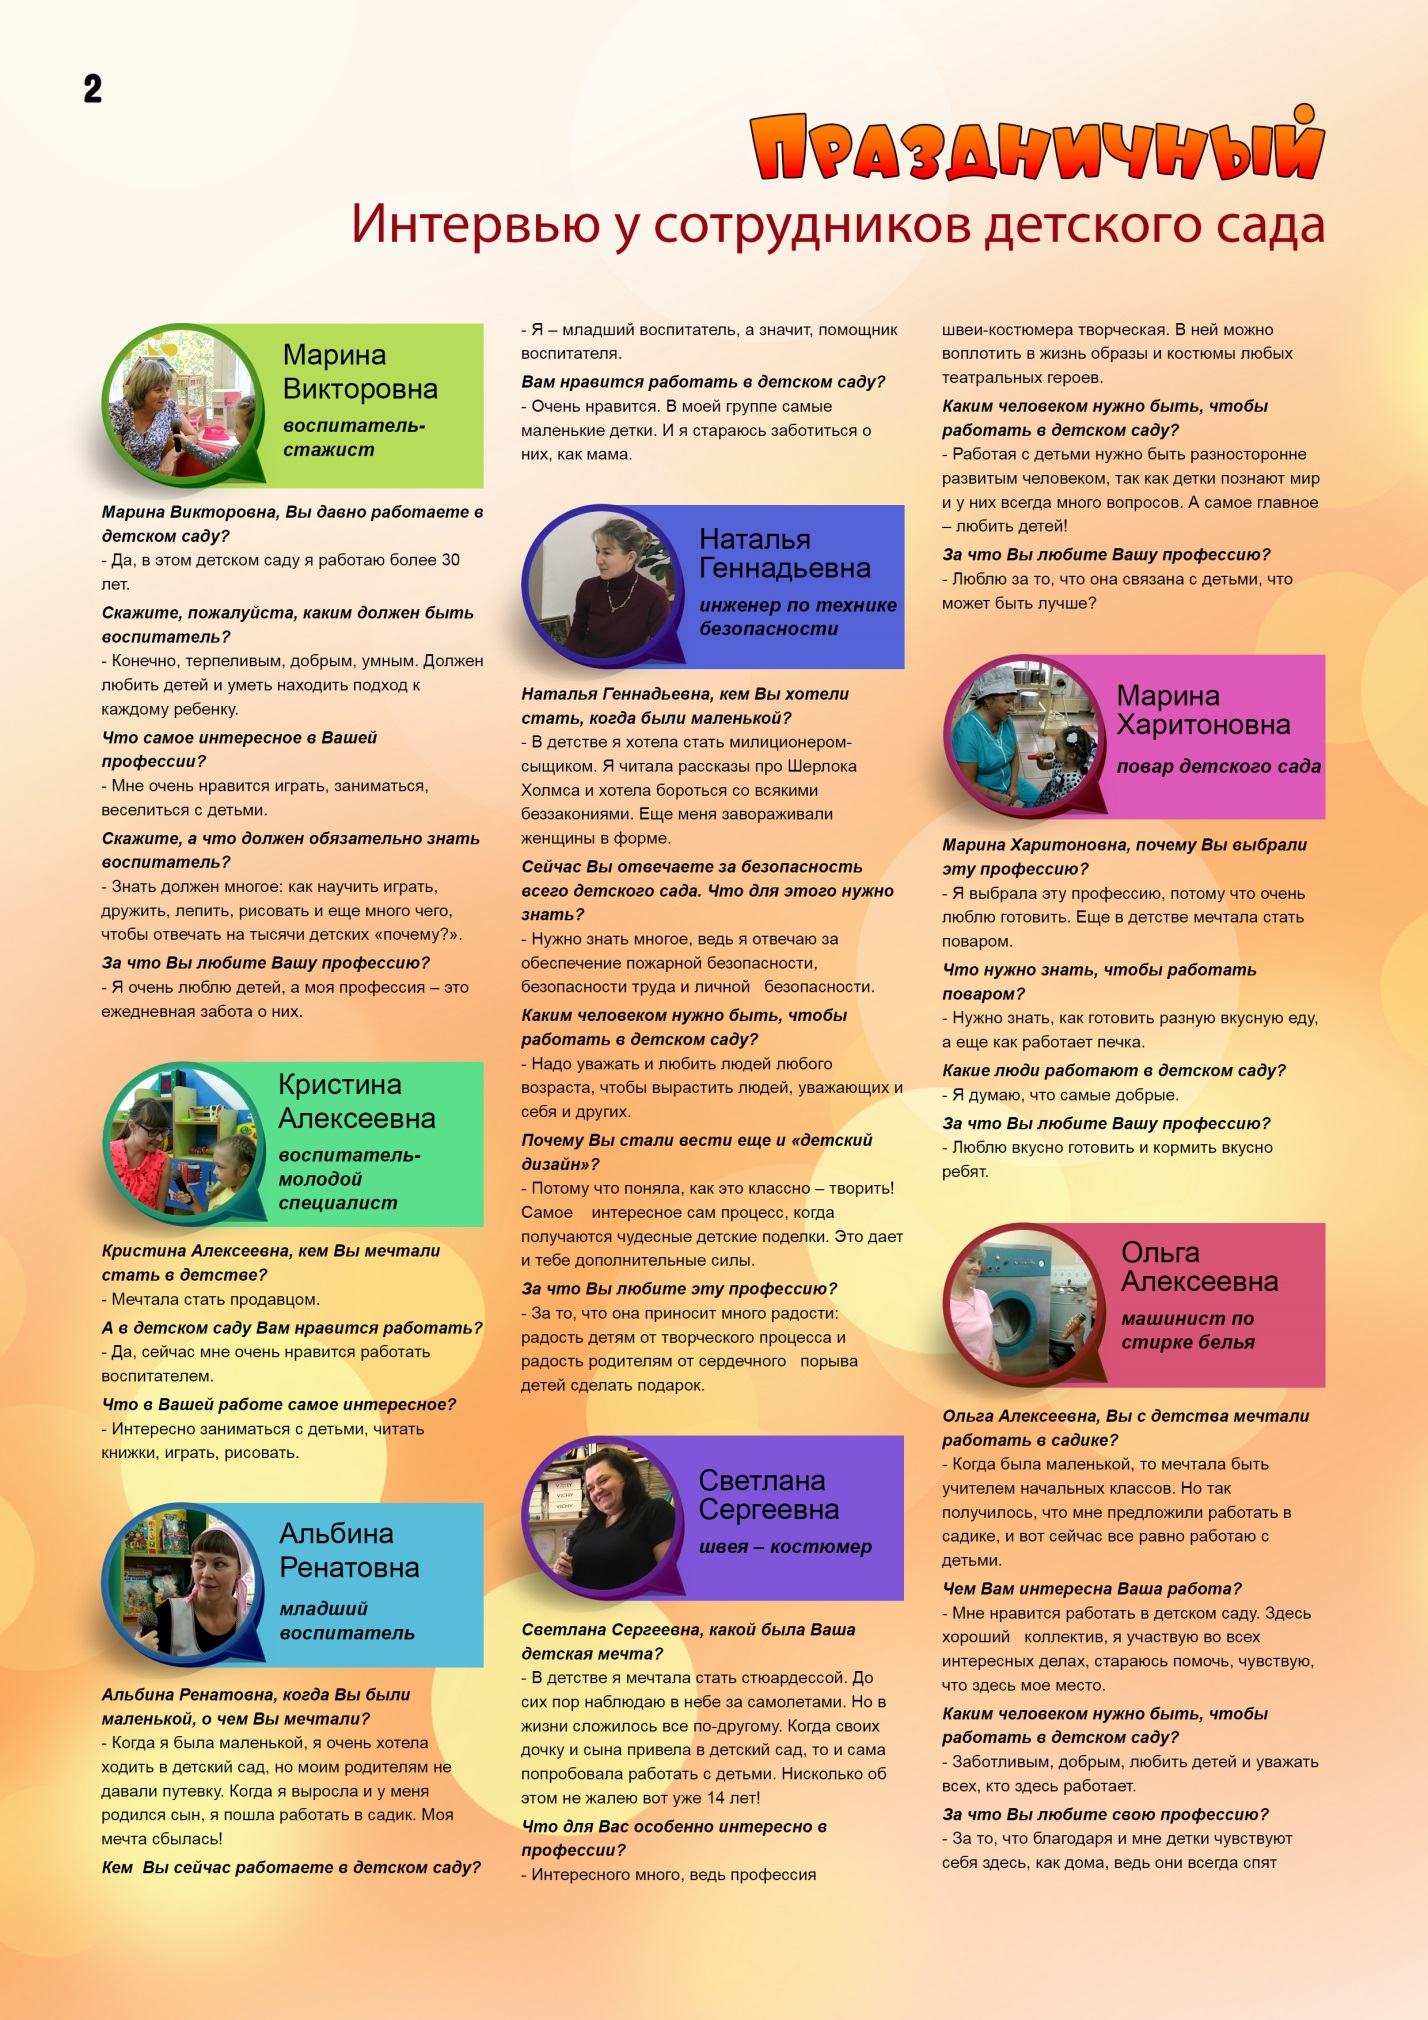 2
Праздничный
Интервью у сотрудников детского сада
Марина
Викторовна
воспитатель-
стажист
Марина Викторовна, Вы давно работаете в
детском саду?
- Да, в этом детском саду я работаю более 30
лет.
Скажите, пожалуйста, каким должен быть
воспитатель?
- Конечно, терпеливым, добрым, умным. Должен
любить детей и уметь находить подход к
каждому ребенку.
Что самое интересное в Вашей
профессии?
- Мне очень нравится играть, заниматься,
веселиться с детьми.
Скажите, а что должен обязательно знать
воспитатель?
- Знать должен многое: как научить играть,
дружить, лепить, рисовать и еще много чего,
чтобы отвечать на тысячи детских «почему?».
За что Вы любите Вашу профессию?
- Я очень люблю детей, а моя профессия – это
ежедневная забота о них.
Кристина
Алексеевна
воспитатель-
молодой
специалист
Кристина Алексеевна, кем Вы мечтали
стать в детстве?
- Мечтала стать продавцом.
А в детском саду Вам нравится работать?
- Да, сейчас мне очень нравится работать
воспитателем.
Что в Вашей работе самое интересное?
- Интересно заниматься с детьми, читать
книжки, играть, рисовать.
Альбина
Ренатовна
младший
воспитатель
Альбина Ренатовна, когда Вы были
маленькой, о чем Вы мечтали?
- Когда я была маленькой, я очень хотела
ходить в детский сад, но моим родителям не
давали путевку. Когда я выросла и у меня
родился сын, я пошла работать в садик. Моя
мечта сбылась!
Кем Вы сейчас работаете в детском саду?
- Я – младший воспитатель, а значит, помощник
воспитателя.
Вам нравится работать в детском саду?
- Очень нравится. В моей группе самые
маленькие детки. И я стараюсь заботиться о
них, как мама.
Наталья
Геннадьевна
инженер по технике
безопасности
Наталья Геннадьевна, кем Вы хотели
стать, когда были маленькой?
- В детстве я хотела стать милиционером-
сыщиком. Я читала рассказы про Шерлока
Холмса и хотела бороться со всякими
беззакониями. Еще меня завораживали
женщины в форме.
Сейчас Вы отвечаете за безопасность
всего детского сада. Что для этого нужно
знать?
- Нужно знать многое, ведь я отвечаю за
обеспечение пожарной безопасности,
безопасности труда и личной безопасности.
Каким человеком нужно быть, чтобы
работать в детском саду?
- Надо уважать и любить людей любого
возраста, чтобы вырастить людей, уважающих и
себя и других.
Почему Вы стали вести еще и «детский
дизайн»?
- Потому что поняла, как это классно – творить!
Самое интересное сам процесс, когда
получаются чудесные детские поделки. Это дает
и тебе дополнительные силы.
За что Вы любите эту профессию?
- За то, что она приносит много радости:
радость детям от творческого процесса и
радость родителям от сердечного порыва
детей сделать подарок.
VICHY
VICHY
Светлана
Сергеевна
швея – костюмер
Светлана Сергеевна, какой была Ваша
детская мечта?
- В детстве я мечтала стать стюардессой. До
сих пор наблюдаю в небе за самолетами. Но в
жизни сложилось все по-другому. Когда своих
дочку и сына привела в детский сад, то и сама
попробовала работать с детьми. Нисколько об
этом не жалею вот уже 14 лет!
Что для Вас особенно интересно в
профессии?
- Интересного много, ведь профессия
швеи-костюмера творческая. В ней можно
воплотить в жизнь образы и костюмы любых
театральных героев.
Каким человеком нужно быть, чтобы
работать в детском саду?
- Работая с детьми нужно быть разносторонне
развитым человеком, так как детки познают мир
и у них всегда много вопросов. А самое главное
– любить детей!
За что Вы любите Вашу профессию?
- Люблю за то, что она связана с детьми, что
может быть лучше?
Марина
Харитоновна
повар детского сада
Марина Харитоновна, почему Вы выбрали
эту профессию?
- Я выбрала эту профессию, потому что очень
люблю готовить. Еще в детстве мечтала стать
поваром.
Что нужно знать, чтобы работать
поваром?
- Нужно знать, как готовить разную вкусную еду,
а еще как работает печка.
Какие люди работают в детском саду?
- Я думаю, что самые добрые.
За что Вы любите Вашу профессию?
- Люблю вкусно готовить и кормить вкусно
ребят.
Ольга
Алексеевна
машинист по
стирке белья
Ольга Алексеевна, Вы с детства мечтали
работать в садике?
- Когда была маленькой, то мечтала быть
учителем начальных классов. Но так
получилось, что мне предложили работать в
садике, и вот сейчас все равно работаю с
детьми.
Чем Вам интересна Ваша работа?
- Мне нравится работать в детском саду. Здесь
хороший коллектив, я участвую во всех
интересных делах, стараюсь помочь, чувствую,
что здесь мое место.
Каким человеком нужно быть, чтобы
работать в детском саду?
- Заботливым, добрым, любить детей и уважать
всех, кто здесь работает.
За что Вы любите свою профессию?
- За то, что благодаря и мне детки чувствуют
себя здесь, как дома, ведь они всегда спят